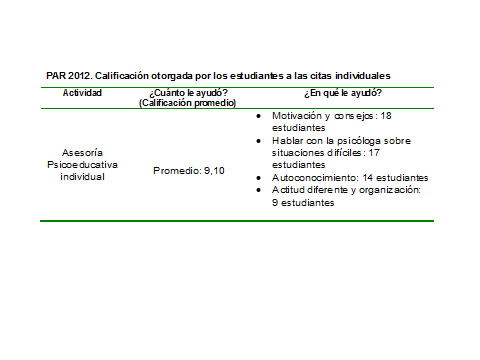 PAR 2012. Calificación otorgada por los estudiantes a las citas individuales
Actividad
¿Cuánto le ayudó?
(Calificación promedio)
¿En qué le ayudó?
Asesoría
Psicoeducativa
individual
Promedio: 9,10
• Motivación y consejos: 18
estudiantes
• Hablar con la psicóloga sobre
situaciones difíciles: 17
estudiantes
• Autoconocimiento: 14 estudiantes
• Actitud diferente y organización:
9 estudiantes